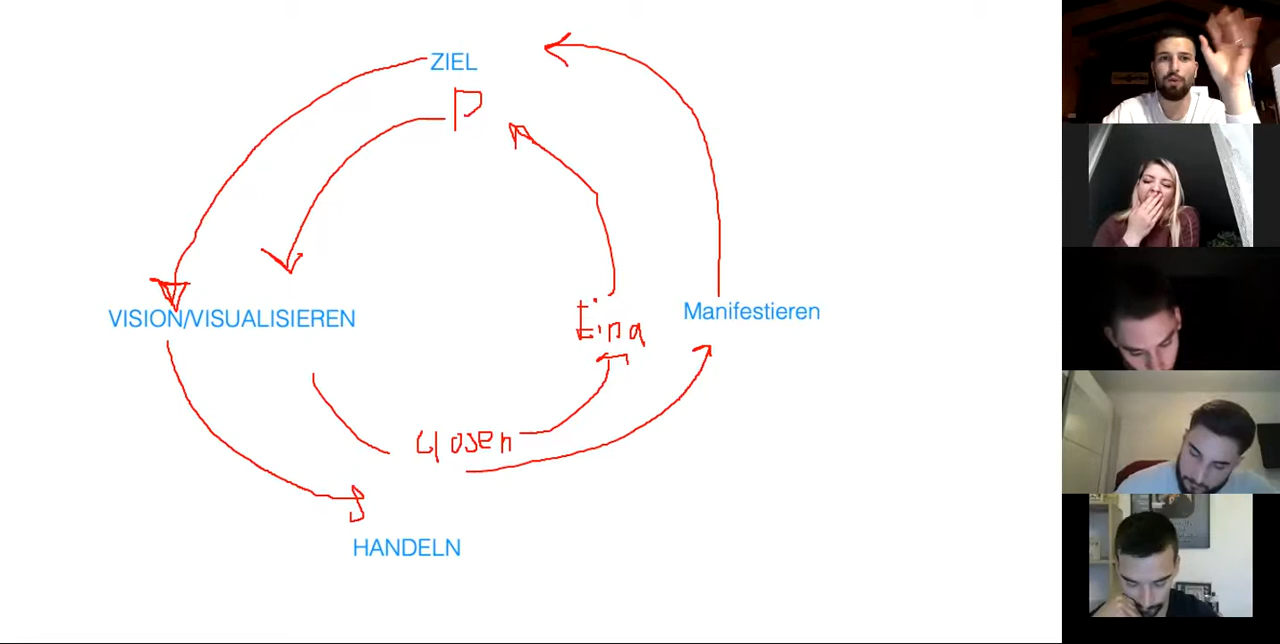 ZIEL
P
VISION/VISUALISIEREN
Manifestieren
Closen
HANDELN